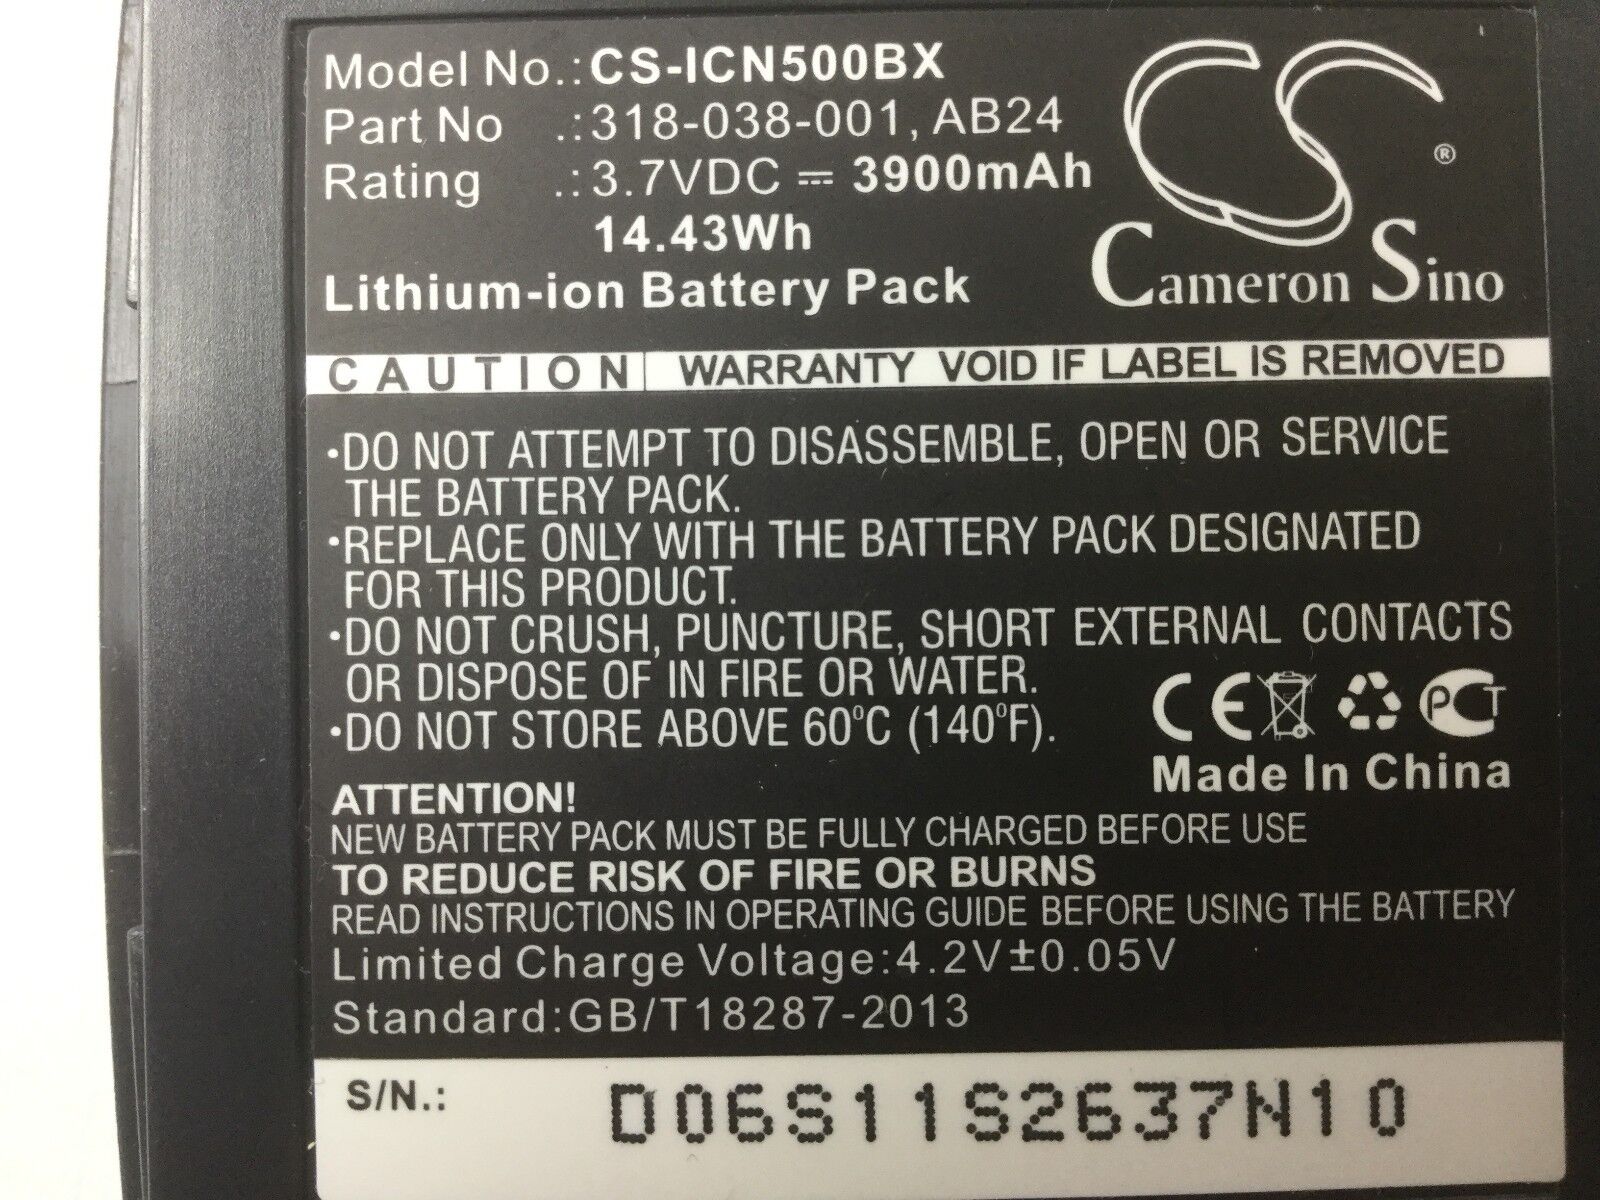 Model No.: CS-ICN500BX
Part No .: 318-038-001, AB24
Rating .: 3.7VDC ⎓ 3900mAh
14.43Wh
Lithium-ion Battery Pack
CS ®
Cameron Sino
CAUTION WARRANTY VOID IF LABEL IS REMOVED
•DO NOT ATTEMPT TO DISASSEMBLE, OPEN OR SERVICE
THE BATTERY PACK.
•REPLACE ONLY WITH THE BATTERY PACK DESIGNATED
FOR THIS PRODUCT.
•DO NOT CRUSH, PUNCTURE, SHORT EXTERNAL CONTACTS
OR DISPOSE OF IN FIRE OR WATER.
•DO NOT STORE ABOVE 60°C (140°F).
CE PCT
Made In China
ATTENTION!
NEW BATTERY PACK MUST BE FULLY CHARGED BEFORE USE
TO REDUCE RISK OF FIRE OR BURNS
READ INSTRUCTIONS IN OPERATING GUIDE BEFORE USING THE BATTERY
Limited Charge Voltage:4.2V±0.05V
Standard:GB/T18287-2013
S/N.: D06S11S2637N10